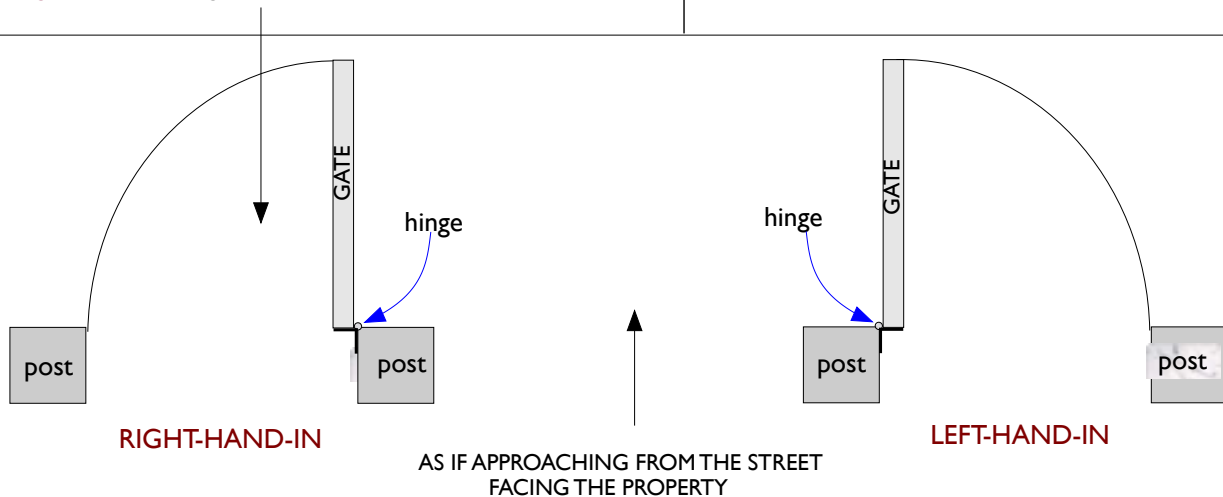 GATE
GATE
hinge
hinge
post
post
post
post
RIGHT-HAND-IN
LEFT-HAND-IN
AS IF APPROACHING FROM THE STREET
FACING THE PROPERTY